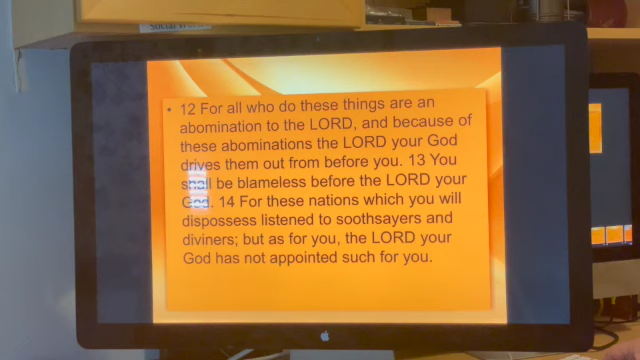 Social Work
• 12 For all who do these things are an
abomination to the LORD, and because of
these abominations the LORD your God
drives them out from before you. 13 You
shall be blameless before the LORD your
God. 14 For these nations which you will
dispossess listened to soothsayers and
diviners; but as for you, the LORD your
God has not appointed such for you.